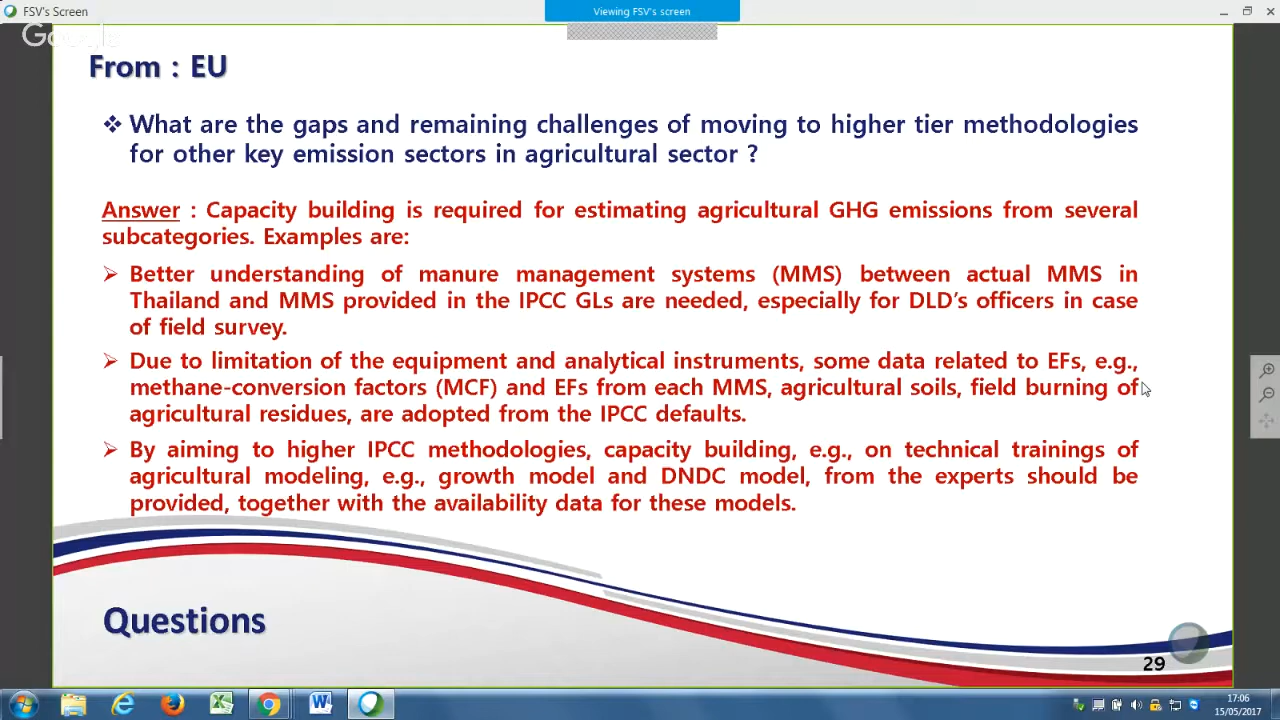 FSV's Screen
Viewing FSV's screen
Google
From : EU
❖ What are the gaps and remaining challenges of moving to higher tier methodologies
for other key emission sectors in agricultural sector ?
Answer : Capacity building is required for estimating agricultural GHG emissions from several
subcategories. Examples are:
➢ Better understanding of manure management systems (MMS) between actual MMS in
Thailand and MMS provided in the IPCC GLs are needed, especially for DLD’s officers in case
of field survey.
➢ Due to limitation of the equipment and analytical instruments, some data related to EFs, e.g.,
methane-conversion factors (MCF) and EFs from each MMS, agricultural soils, field burning of
agricultural residues, are adopted from the IPCC defaults.
➢ By aiming to higher IPCC methodologies, capacity building, e.g., on technical trainings of
agricultural modeling, e.g., growth model and DNDC model, from the experts should be
provided, together with the availability data for these models.
Questions
29
17:06
15/05/2017